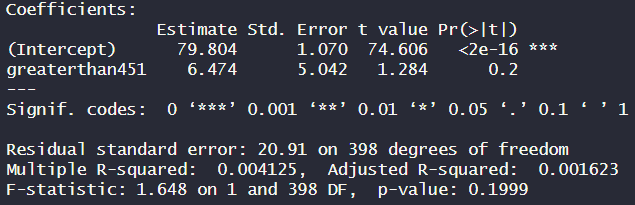 Coefficients:
Estimate Std. Error t value Pr(>|t|)
(Intercept) 79.804 1.070 74.606 <2e-16 ***
greaterthan451 6.474 5.042 1.284 0.2
---
Signif. codes: 0 ‘***’ 0.001 ‘**’ 0.01 ‘*’ 0.05 ‘.’ 0.1 ‘ ’ 1
Residual standard error: 20.91 on 398 degrees of freedom
Multiple R-squared: 0.004125, Adjusted R-squared: 0.001623
F-statistic: 1.648 on 1 and 398 DF, p-value: 0.1999